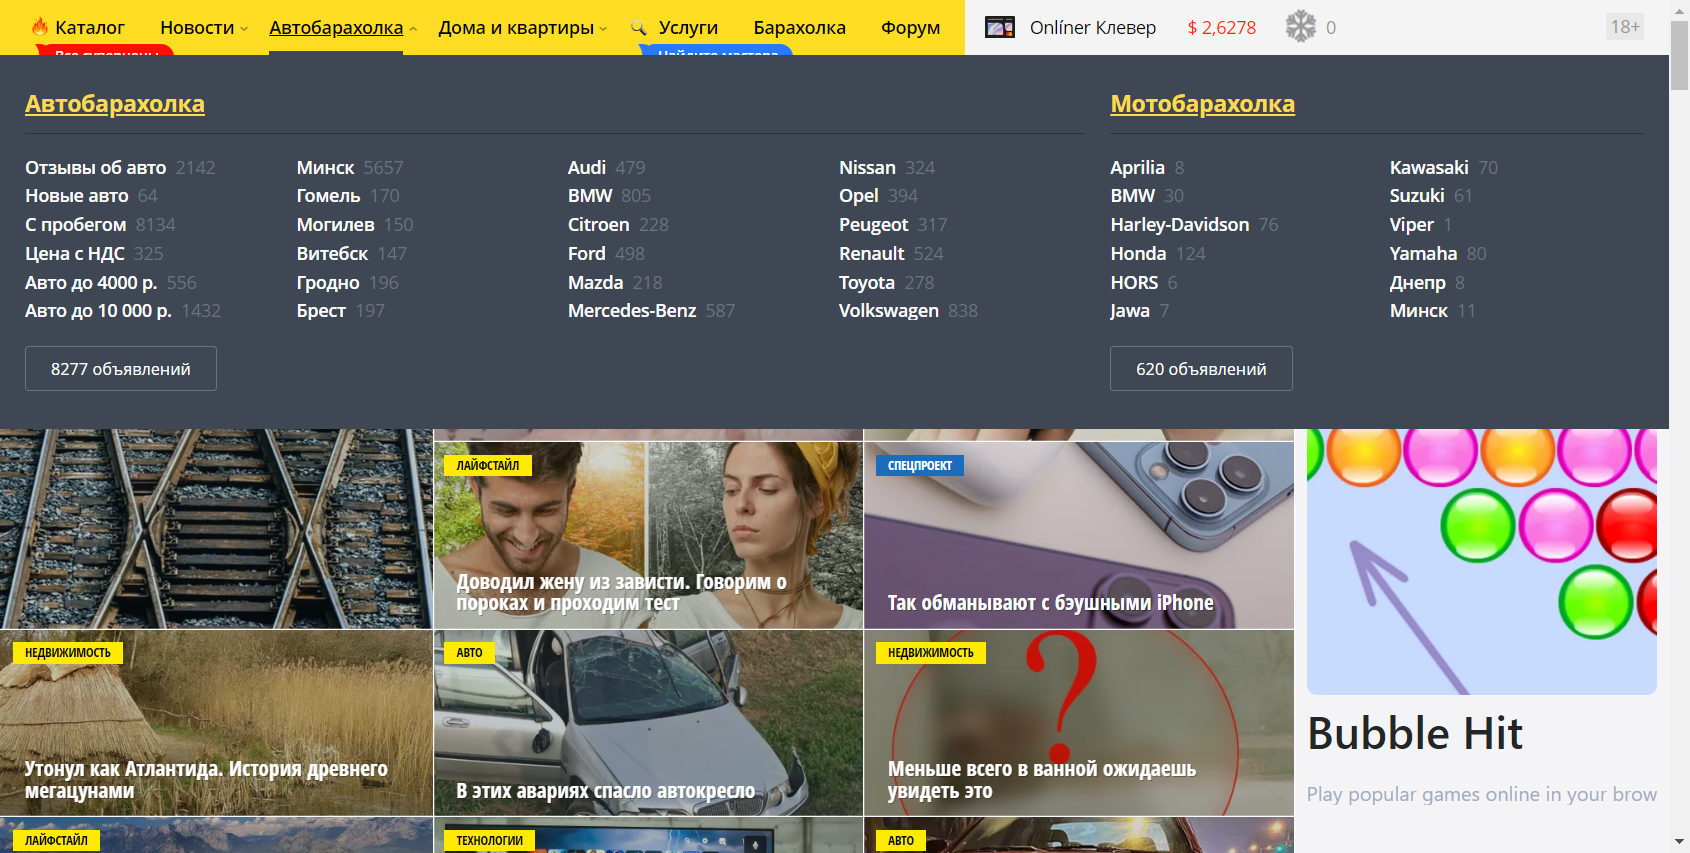 Каталог Новости Автобарахолка Дома и квартиры Услуги Барахолка Форум Onlíner Клевер $ 2,6278 0 18+
Автобарахолка
Отзывы об авто 2142
Новые авто 64
С пробегом 8134
Цена с НДС 325
Авто до 4000 р. 556
Авто до 10 000 р. 1432
Минск 5657
Гомель 170
Могилев 150
Витебск 147
Гродно 196
Брест 197
Audi 479
BMW 805
Citroen 228
Ford 498
Mazda 218
Mercedes-Benz 587
Nissan 324
Opel 394
Peugeot 317
Renault 524
Toyota 278
Volkswagen 838
8277 объявлений
Мотобарахолка
Aprilia 8
BMW 30
Harley-Davidson 76
Honda 124
HORS 6
Jawa 7
Kawasaki 70
Suzuki 61
Viper 1
Yamaha 80
Днепр 8
Минск 11
620 объявлений
ЛАЙФСТАЙЛ
Доводил жену из зависти. Говорим о
пороках и проходим тест
СПЕЦПРОЕКТ
Так обманывают с бэушными iPhone
НЕДВИЖИМОСТЬ
Утонул как Атлантида. История древнего
мегацунами
АВТО
В этих авариях спасло автокресло
НЕДВИЖИМОСТЬ
?
Меньше всего в ванной ожидаешь
увидеть это
Bubble Hit
Play popular games online in your brow
ЛАЙФСТАЙЛ
ТЕХНОЛОГИИ
АВТО